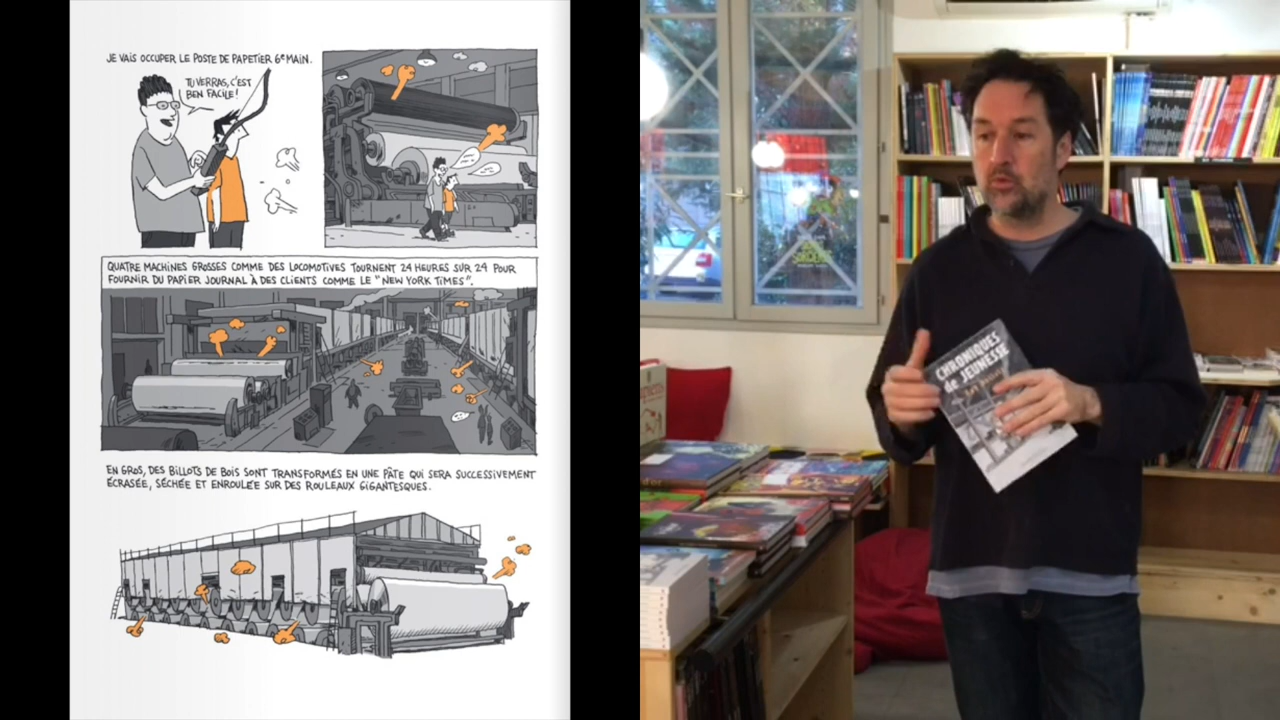 JE VAIS OCCUPER LE POSTE DE PAPETIER 6e MAIN.
TU VERRAS, C'EST
BEN FACILE !
QUATRE MACHINES GROSSES COMME DES LOCOMOTIVES TOURNENT 24 HEURES SUR 24 POUR
FOURNIR DU PAPIER JOURNAL À DES CLIENTS COMME LE "NEW YORK TIMES".
EN GROS, DES BILLOTS DE BOIS SONT TRANSFORMÉS EN UNE PÂTE QUI SERA SUCCESSIVEMENT
ÉCRASÉE, SÉCHÉE ET ENROULÉE SUR DES ROULEAUX GIGANTESQUES.
CHRONIQUES
de JEUNESSE